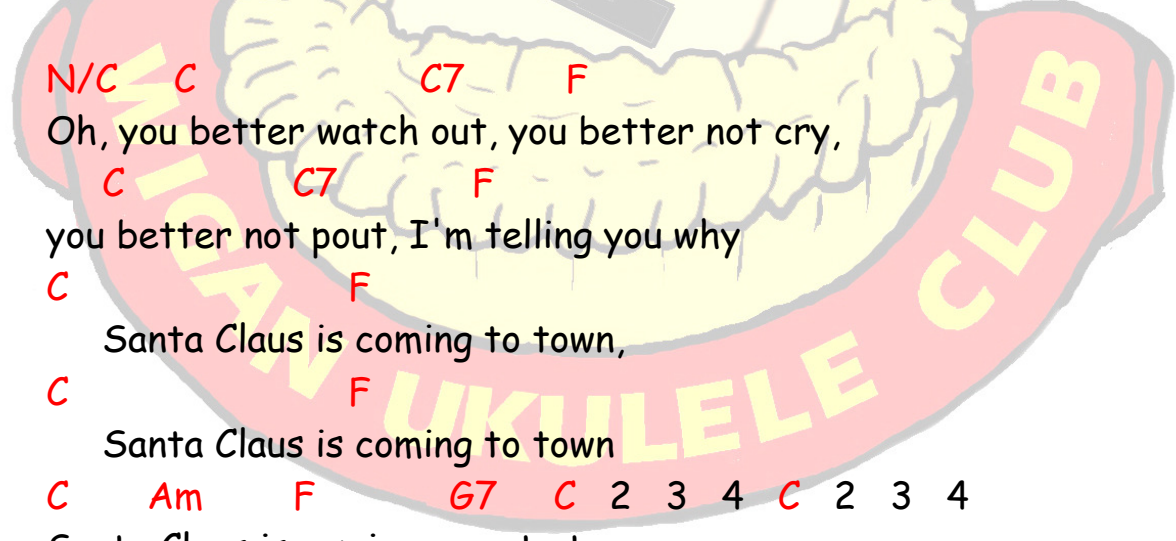 N/C C C7 F
Oh, you better watch out, you better not cry,
C C7 F
you better not pout, I'm telling you why
C F
Santa Claus is coming to town,
C F
Santa Claus is coming to town
C Am F G7 C 2 3 4 C 2 3 4
WIGAN UKULELE CLUB